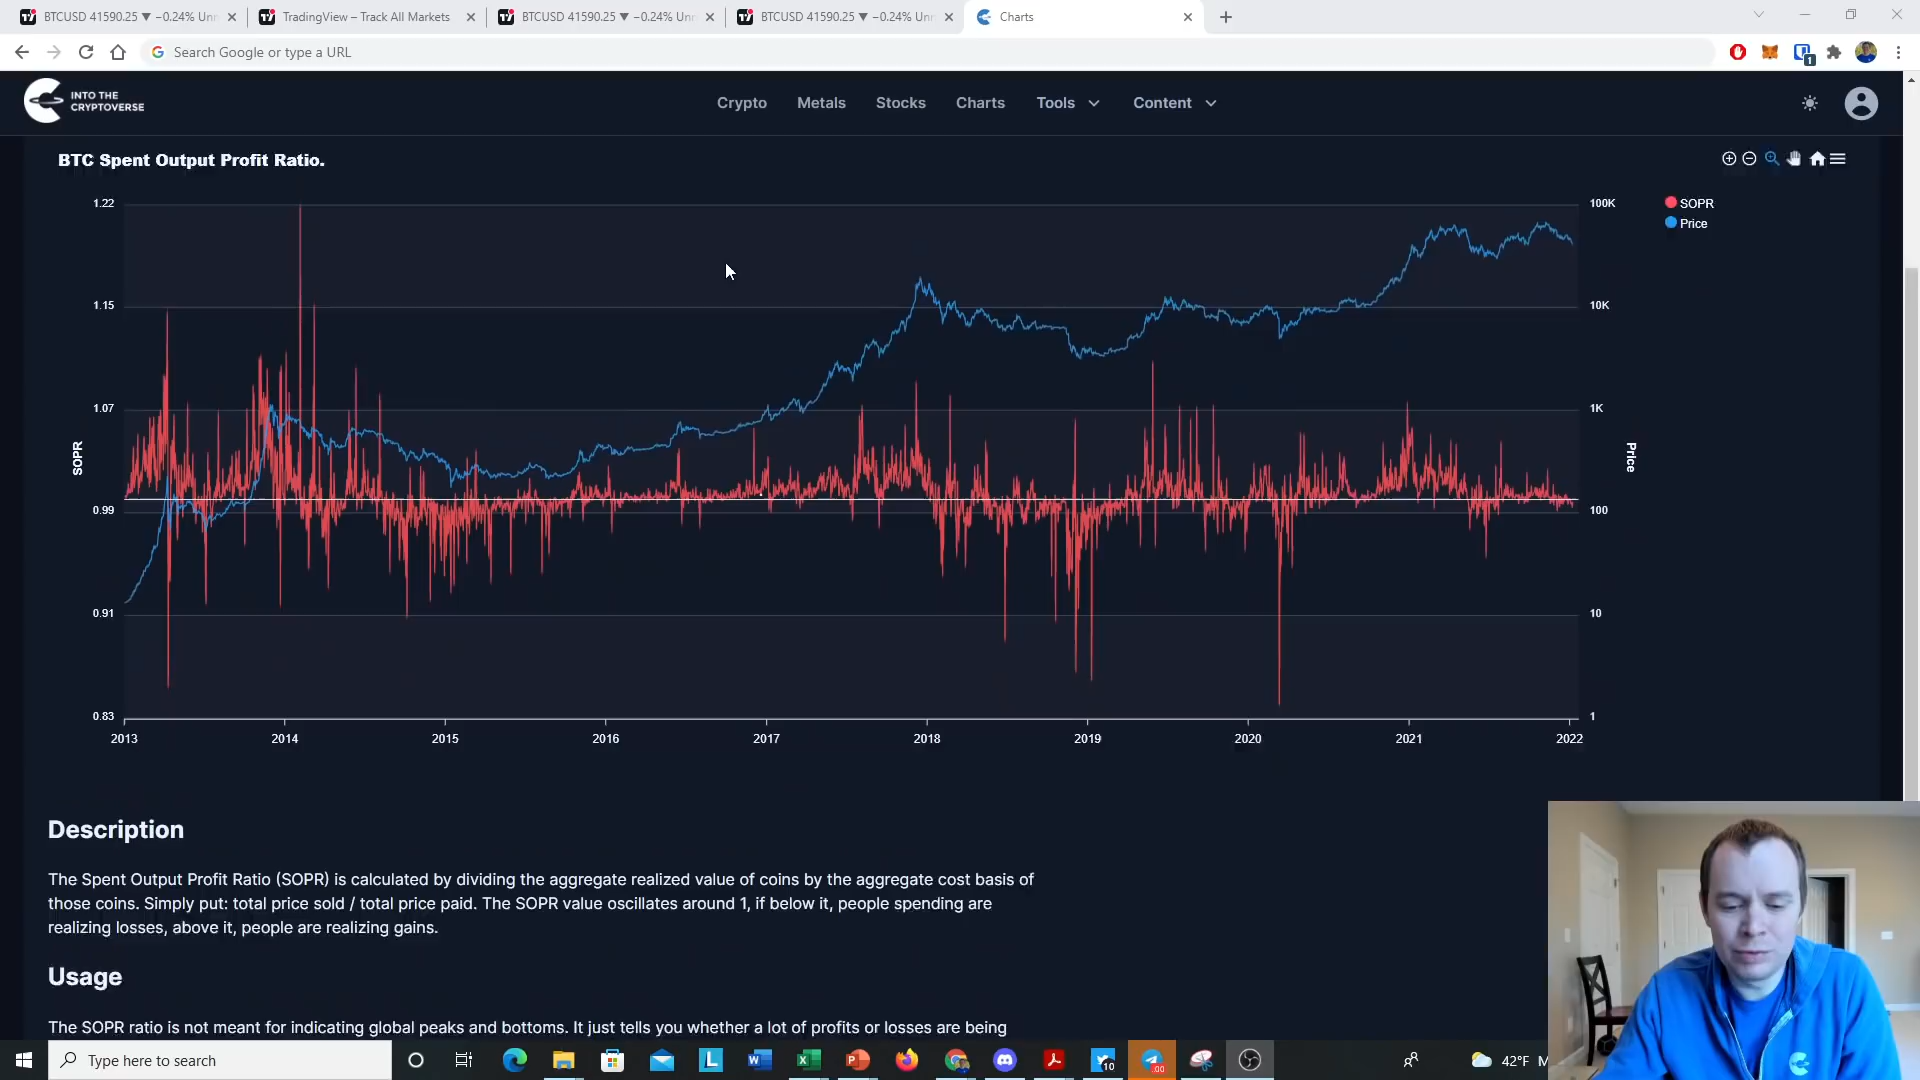 BTCUSD 41590.25 ▼ −0.24% Unn
TradingView – Track All Markets
BTCUSD 41590.25 ▼ −0.24% Unn
BTCUSD 41590.25 ▼ −0.24% Unn
Charts
Search Google or type a URL
1
INTO THE
CRYPTOVERSE
Crypto
Metals
Stocks
Charts
Tools
Content
BTC Spent Output Profit Ratio.
SOPR
Price
1.22
1.15
1.07
0.99
0.91
0.83
SOPR
100K
10K
1K
100
10
1
Price
2013
2014
2015
2016
2017
2018
2019
2020
2021
2022
Description
The Spent Output Profit Ratio (SOPR) is calculated by dividing the aggregate realized value of coins by the aggregate cost basis of
those coins. Simply put: total price sold / total price paid. The SOPR value oscillates around 1, if below it, people spending are
realizing losses, above it, people are realizing gains.
Usage
The SOPR ratio is not meant for indicating global peaks and bottoms. It just tells you whether a lot of profits or losses are being
Type here to search
L
10
.00
42°F M